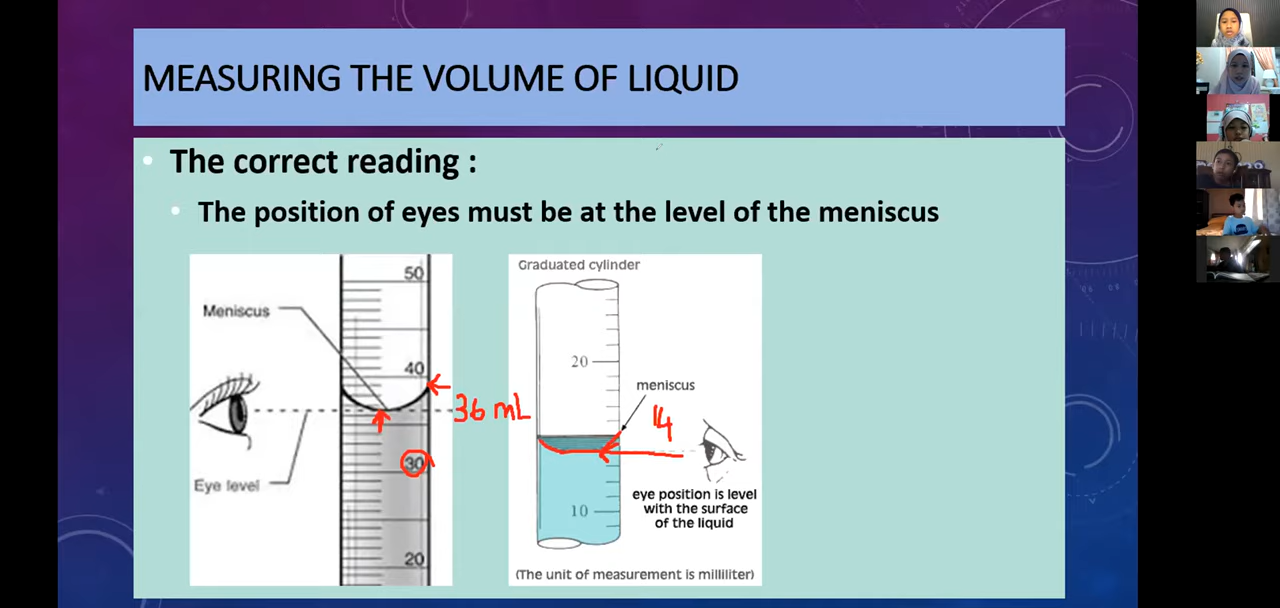 MEASURING THE VOLUME OF LIQUID
• The correct reading :
• The position of eyes must be at the level of the meniscus
50
Meniscus
40
36 mL
30
Eye level
20
Graduated cylinder
20
meniscus
14
eye position is level
with the surface
of the liquid
10
(The unit of measurement is milliliter)